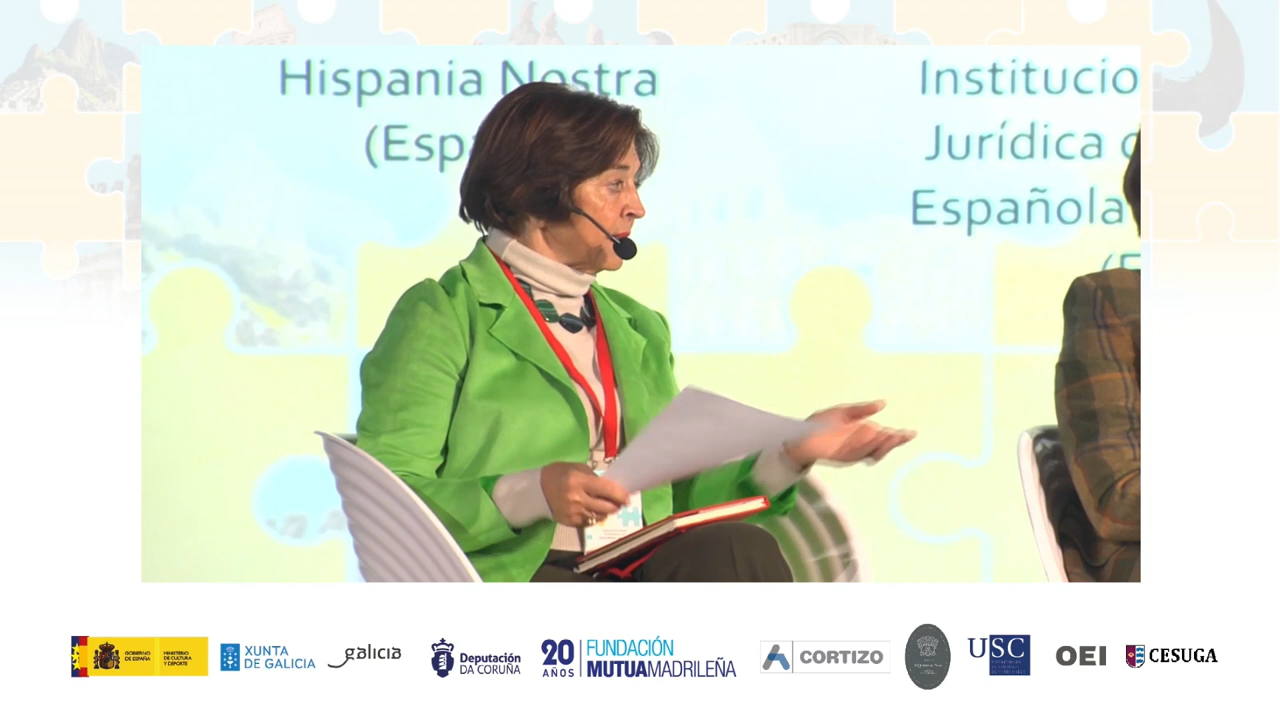 Hispania Nostra
(Esp
Institucio
Jurídica
Española
GOBIERNO
DE ESPAÑA
MINISTERIO
DE CULTURA
Y DEPORTE
XUNTA
DE GALICIA
galicia
Deputación
DA CORUÑA
20
AÑOS
FUNDACIÓN
MUTUAMADRILEÑA
CORTIZO
USC
OEI
CESUGA